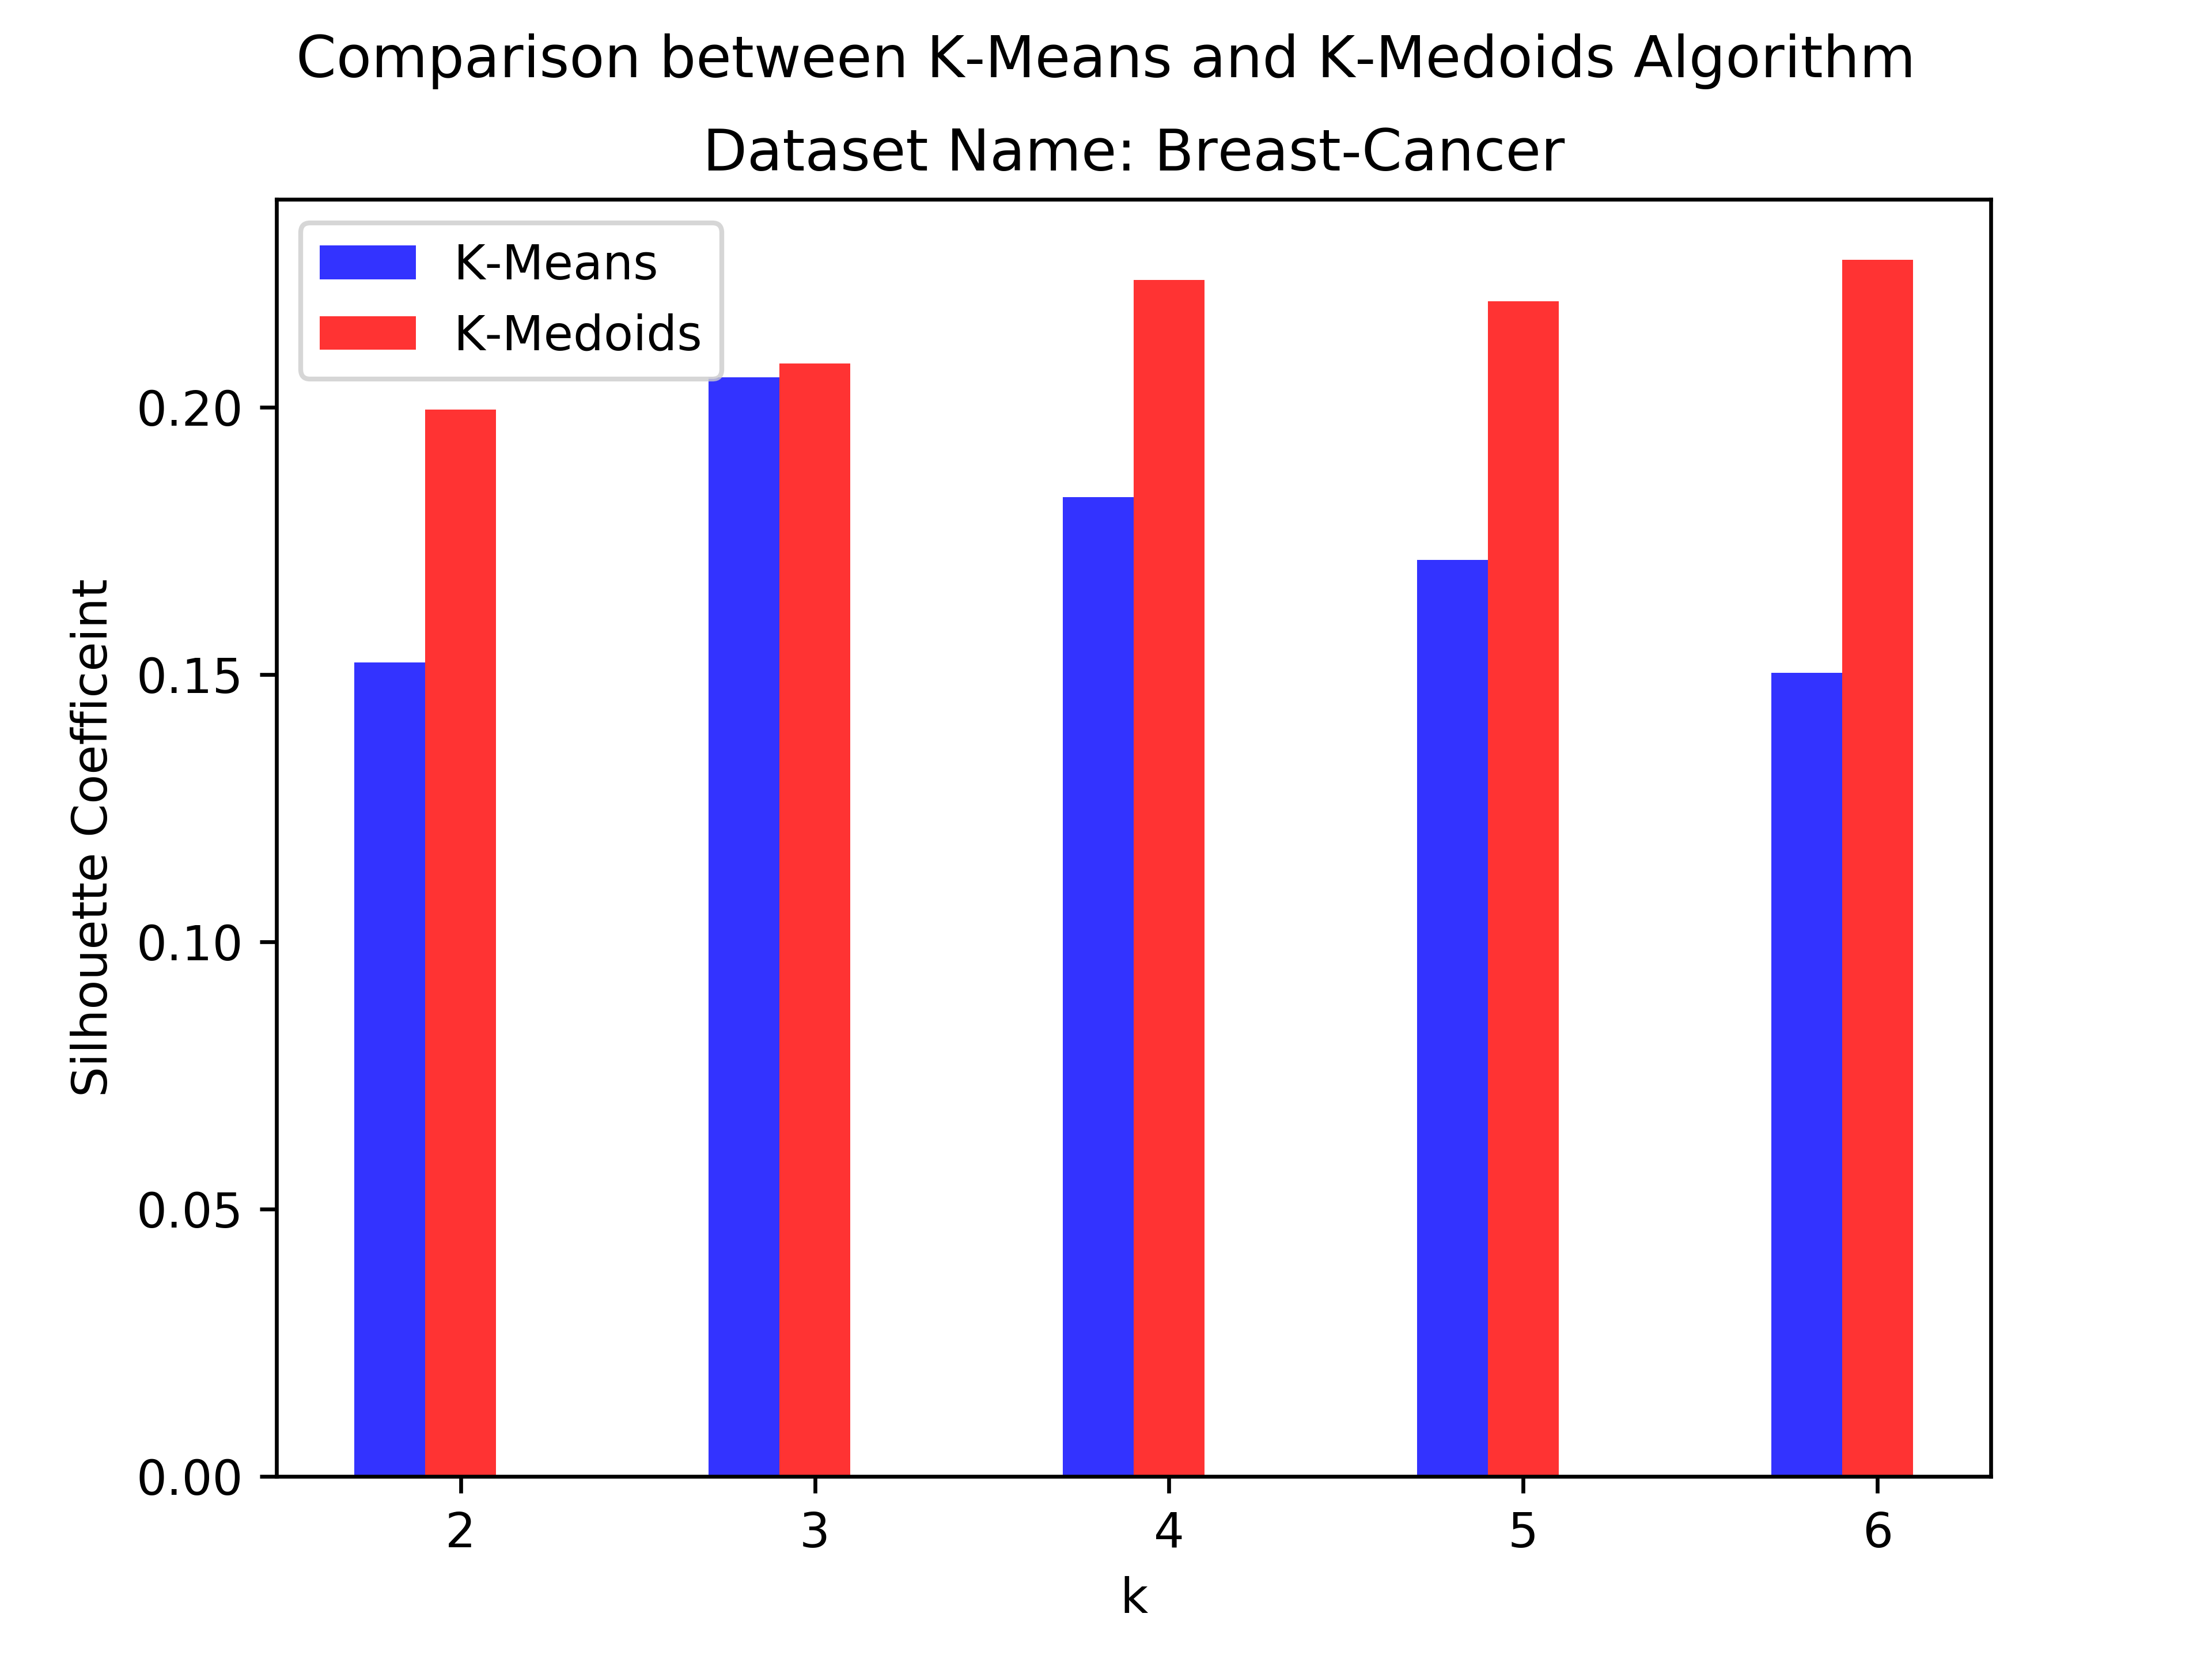 Comparison between K-Means and K-Medoids Algorithm
Dataset Name: Breast-Cancer
K-Means
K-Medoids
Silhouette Coefficeint
0.20
0.15
0.10
0.05
0.00
2 3 4 5 6
k